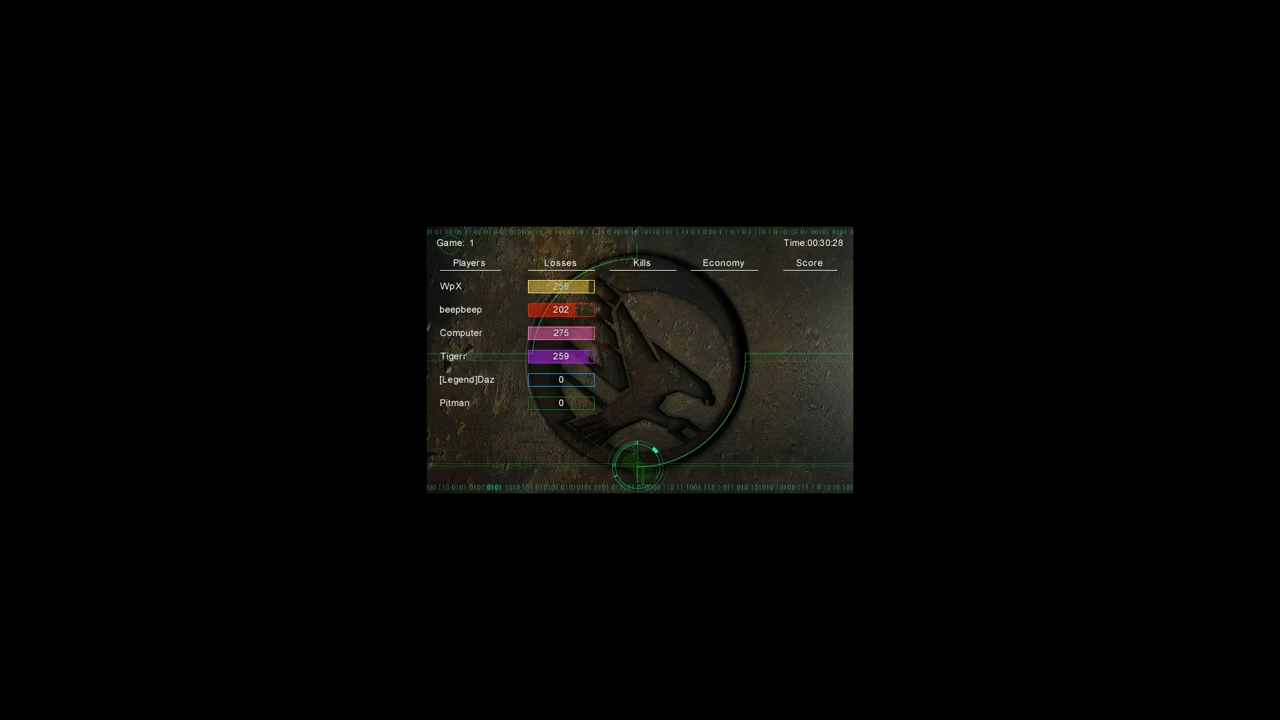 Game: 1 Time:00:30:28
Players Losses Kills Economy Score
WpX 259
beepbeep 202
Computer 275
Tigerr 259
[Legend]Daz 0
Pitman 0